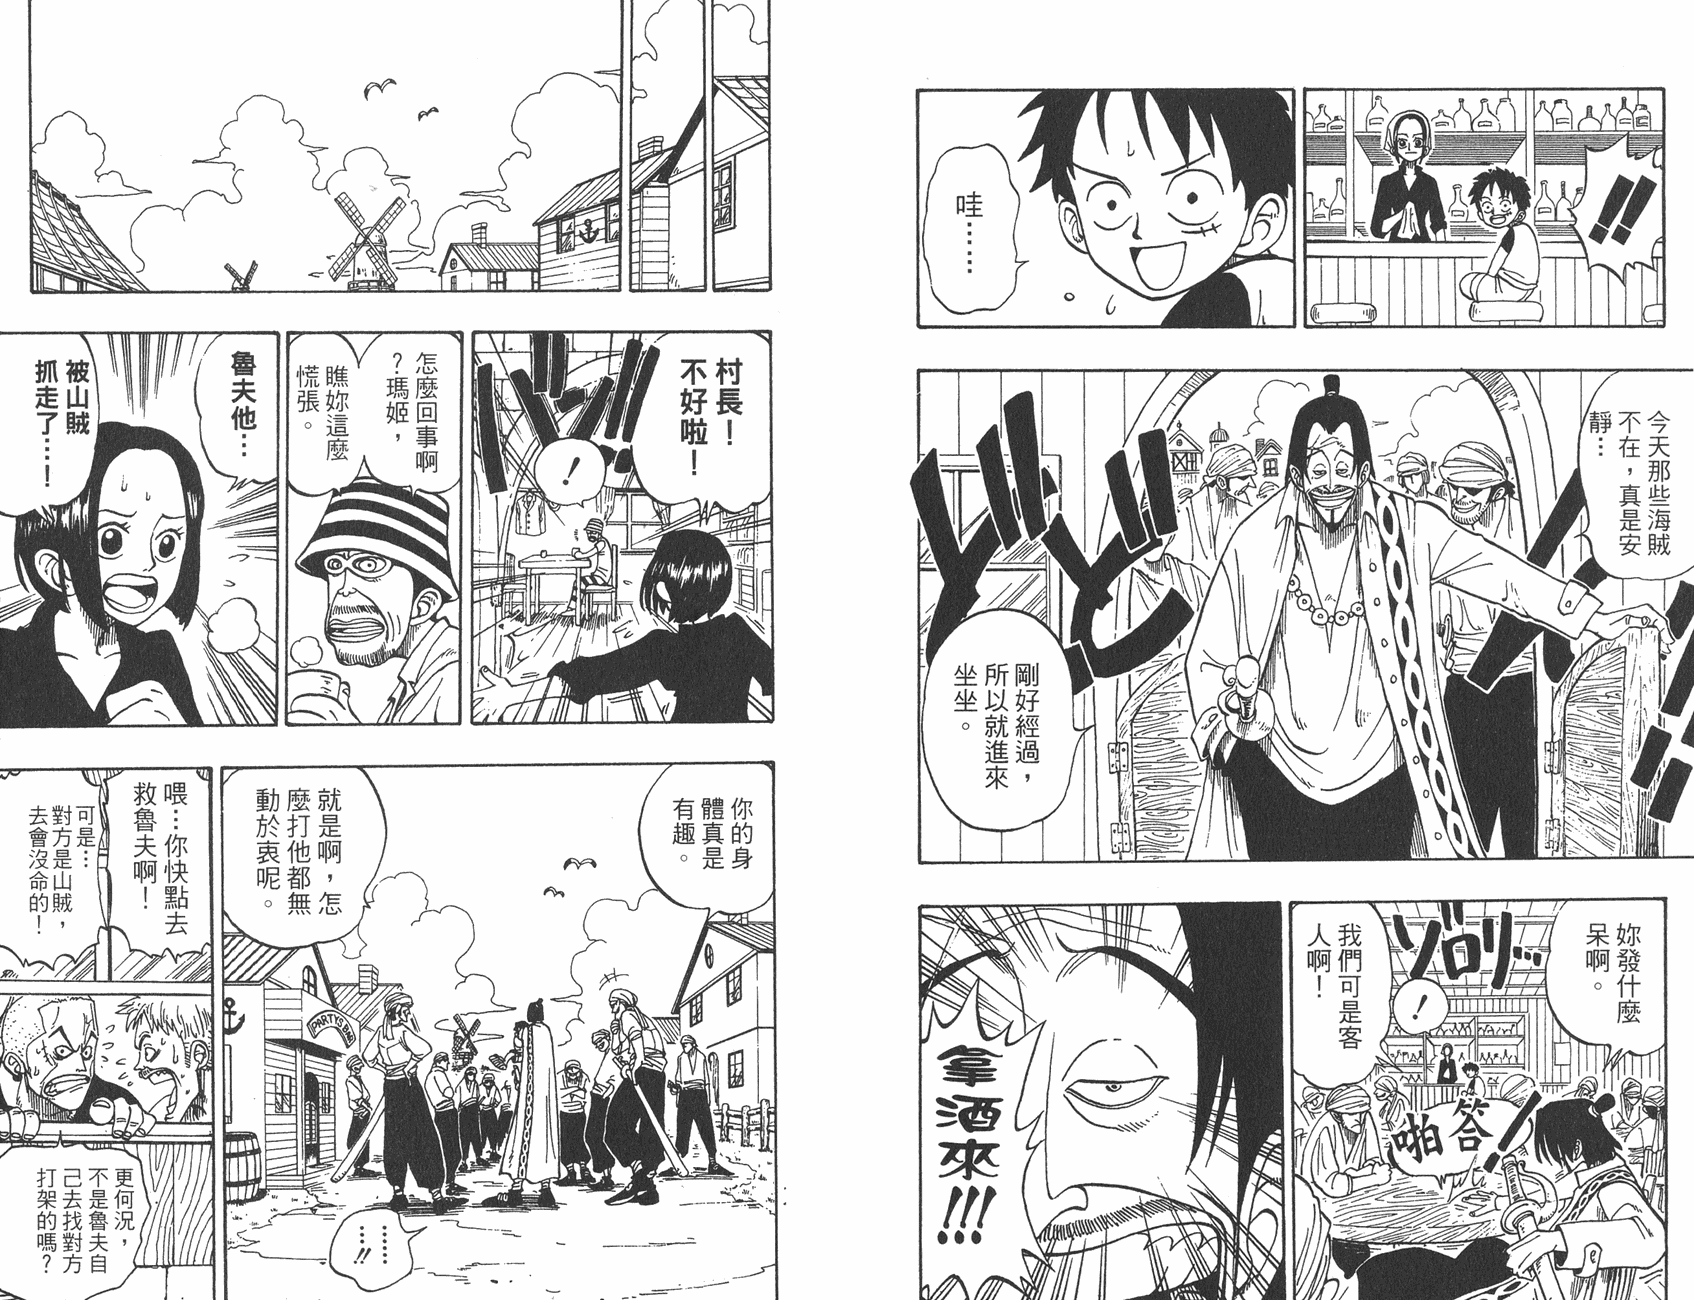 !!
哇……
今天那些海賊
不在，真是安
靜…
剛好經過，
所以就進來
坐坐。
妳發什麼
呆啊。
我們可是客
人啊！
！
答
啪
！
拿酒來!!!
村長！
不好啦！
！
怎麼回事啊
？瑪姬，
瞧妳這麼
慌張。
魯夫他…
被山賊
抓走了…！
你的身
體真是
有趣。
就是啊，怎
麼打他都無
動於衷呢。
PARTYS BAR
……
……!!
喂…你快點去
救魯夫啊！
可是…
對方是山賊，
去會沒命的！
更何況，
不是魯夫自
己去找對方
打架的嗎？